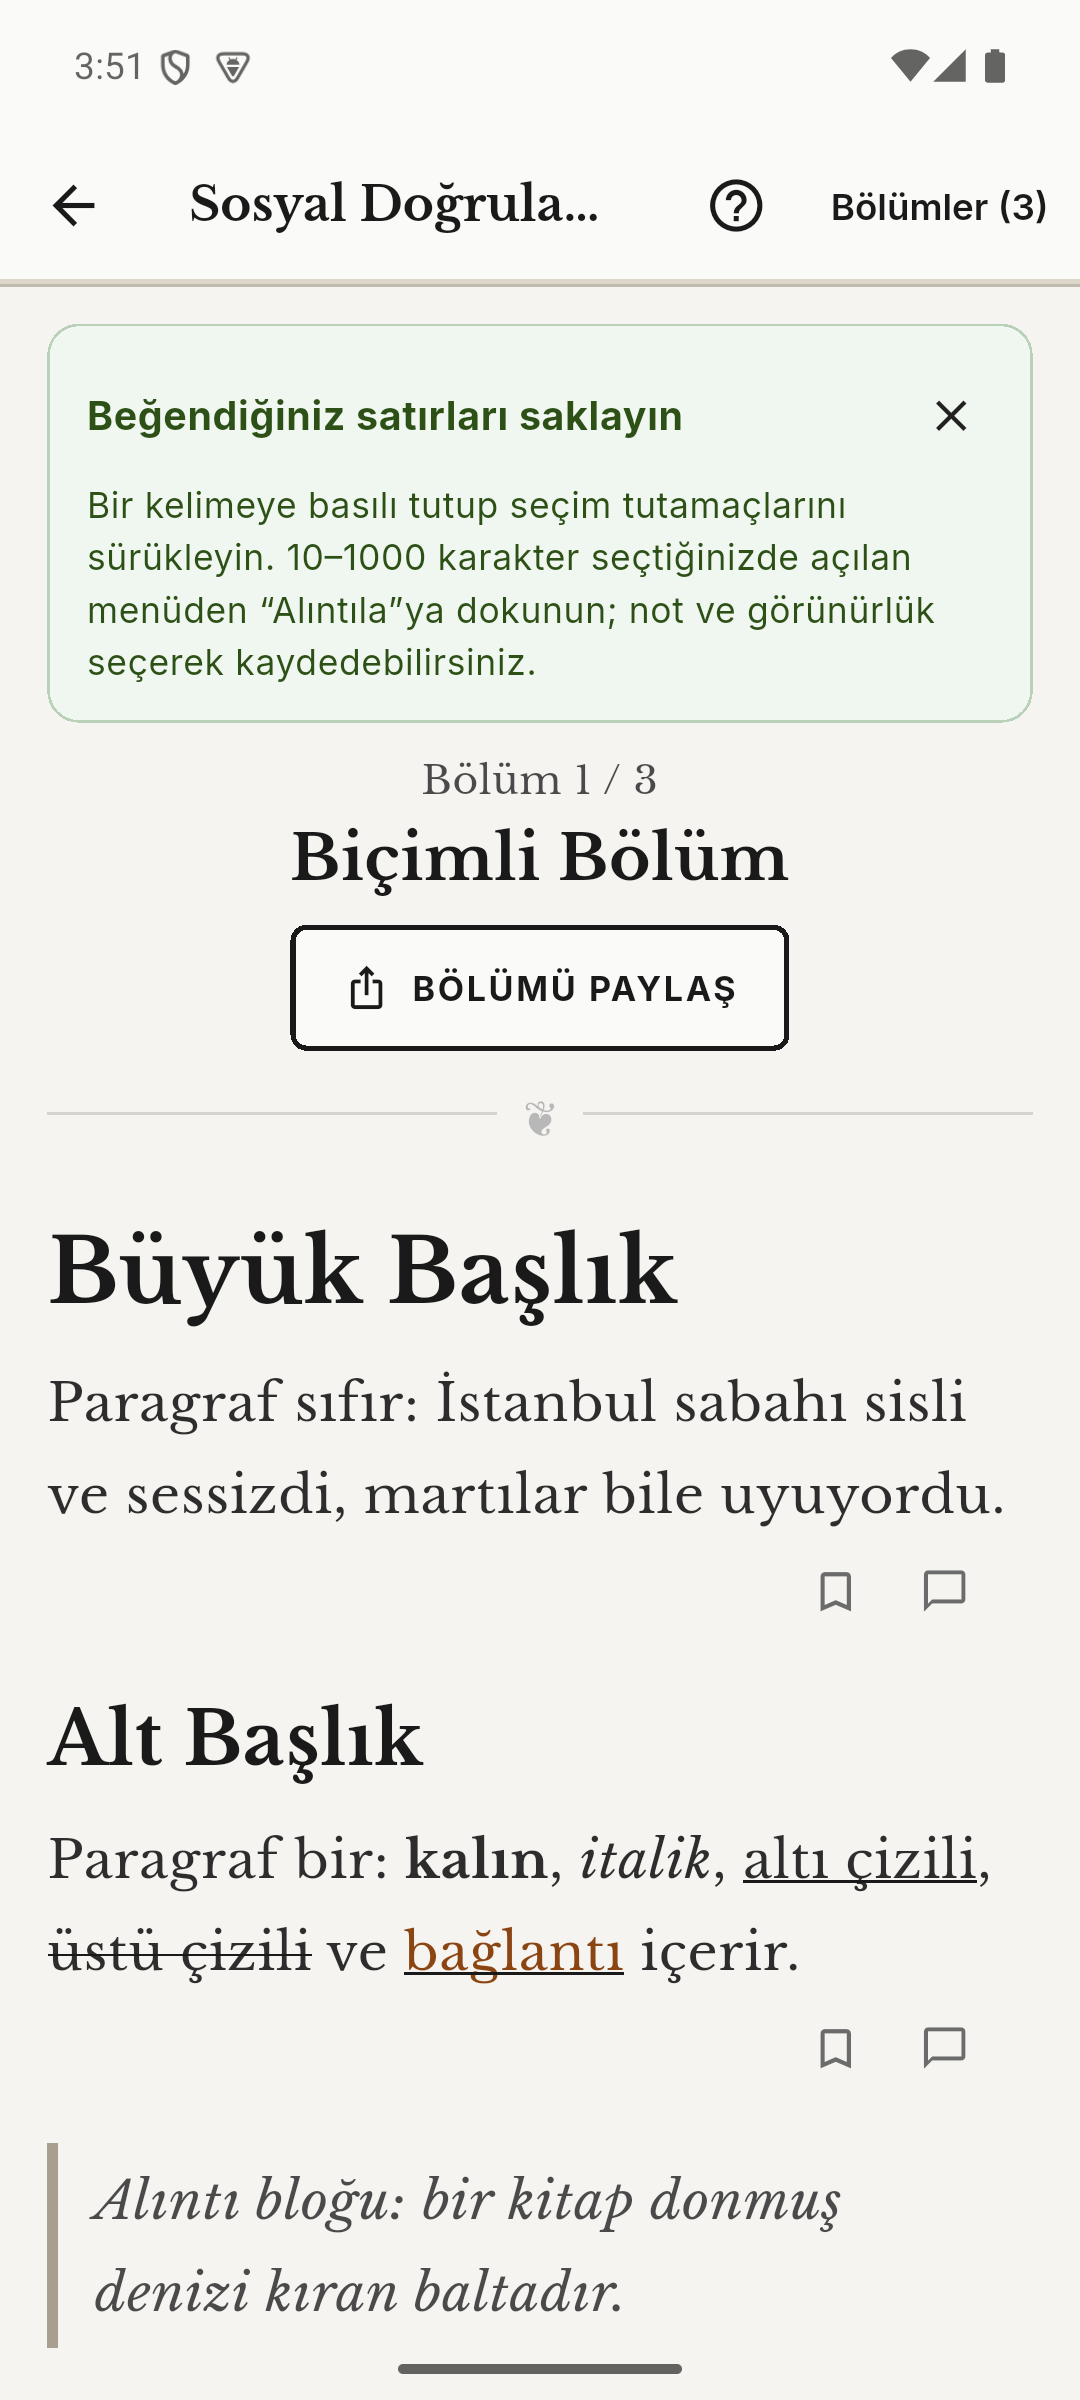 3:51
Sosyal Doğrula...
Bölümler (3)
Beğendiğiniz satırları saklayın
Bir kelimeye basılı tutup seçim tutamaçlarını
sürükleyin. 10–1000 karakter seçtiğinizde açılan
menüden “Alıntıla”ya dokunun; not ve görünürlük
seçerek kaydedebilirsiniz.
Bölüm 1 / 3
Biçimli Bölüm
BÖLÜMÜ PAYLAŞ
Büyük Başlık
Paragraf sıfır: İstanbul sabahı sisli
ve sessizdi, martılar bile uyuyordu.
Alt Başlık
Paragraf bir: kalın, italik, altı çizili,
üstü çizili ve bağlantı içerir.
Alıntı bloğu: bir kitap donmuş
denizi kıran baltadır.